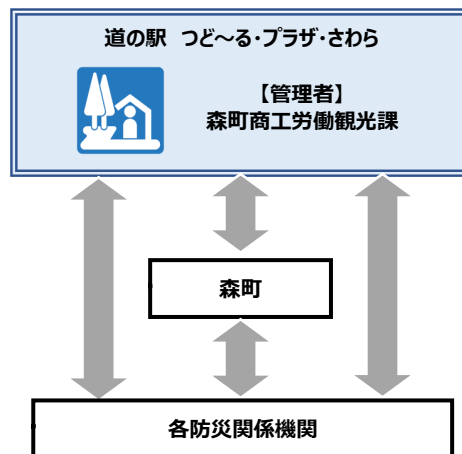 道の駅 つど～る・プラザ・さわら
【管理者】
森町商工労働観光課
森町
各防災関係機関